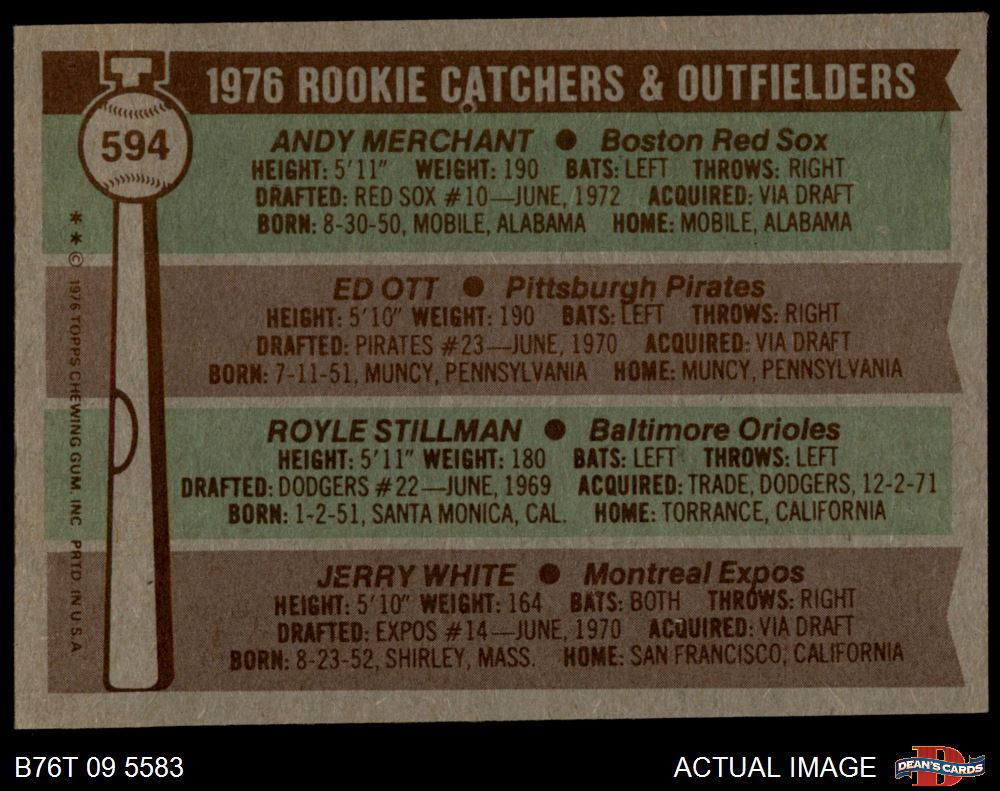 1976 ROOKIE CATCHERS & OUTFIELDERS
594
ANDY MERCHANT ● Boston Red Sox
HEIGHT: 5'11" WEIGHT: 190 BATS: LEFT THROWS: RIGHT
DRAFTED: RED SOX #10—JUNE, 1972 ACQUIRED: VIA DRAFT
BORN: 8-30-50, MOBILE, ALABAMA HOME: MOBILE, ALABAMA
ED OTT ● Pittsburgh Pirates
HEIGHT: 5'10" WEIGHT: 190 BATS: LEFT THROWS: RIGHT
DRAFTED: PIRATES #23—JUNE, 1970 ACQUIRED: VIA DRAFT
BORN: 7-11-51, MUNCY, PENNSYLVANIA HOME: MUNCY, PENNSYLVANIA
ROYLE STILLMAN ● Baltimore Orioles
HEIGHT: 5'11" WEIGHT: 180 BATS: LEFT THROWS: LEFT
DRAFTED: DODGERS #22—JUNE, 1969 ACQUIRED: TRADE, DODGERS, 12-2-71
BORN: 1-2-51, SANTA MONICA, CAL. HOME: TORRANCE, CALIFORNIA
JERRY WHITE ● Montreal Expos
HEIGHT: 5'10" WEIGHT: 164 BATS: BOTH THROWS: RIGHT
DRAFTED: EXPOS #14—JUNE, 1970 ACQUIRED: VIA DRAFT
BORN: 8-23-52, SHIRLEY, MASS. HOME: SAN FRANCISCO, CALIFORNIA
* * © 1976 TOPPS CHEWING GUM, INC. PRTD. IN U.S.A.
B76T 09 5583
ACTUAL IMAGE
DEAN'S CARDS